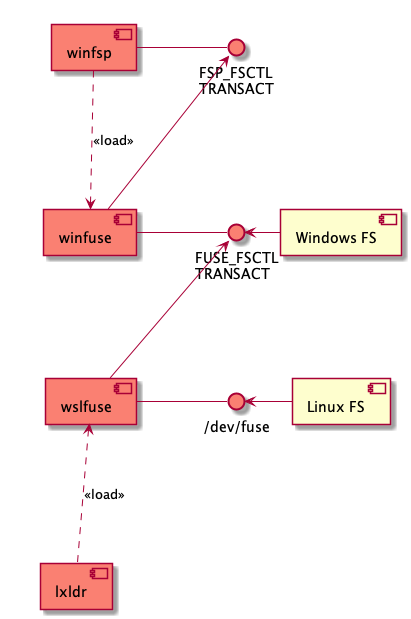 winfsp
FSP_FSCTL
TRANSACT
«load»
winfuse
Windows FS
FUSE_FSCTL
TRANSACT
wslfuse
Linux FS
/dev/fuse
«load»
lxldr